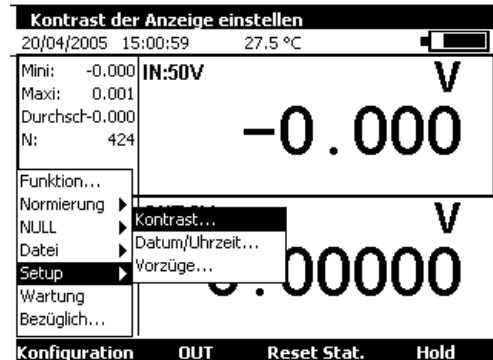 Kontrast der Anzeige einstellen
20/04/2005 15:00:59 27.5 °C
Mini: -0.000
Maxi: 0.001
Durchsch-0.000
N: 424
IN:50V
V
-0.000
Funktion...
Normierung
NULL
Datei
Setup
Wartung
Bezüglich...
Kontrast...
Datum/Uhrzeit...
Vorzüge...
V
.00000
Konfiguration OUT Reset Stat. Hold